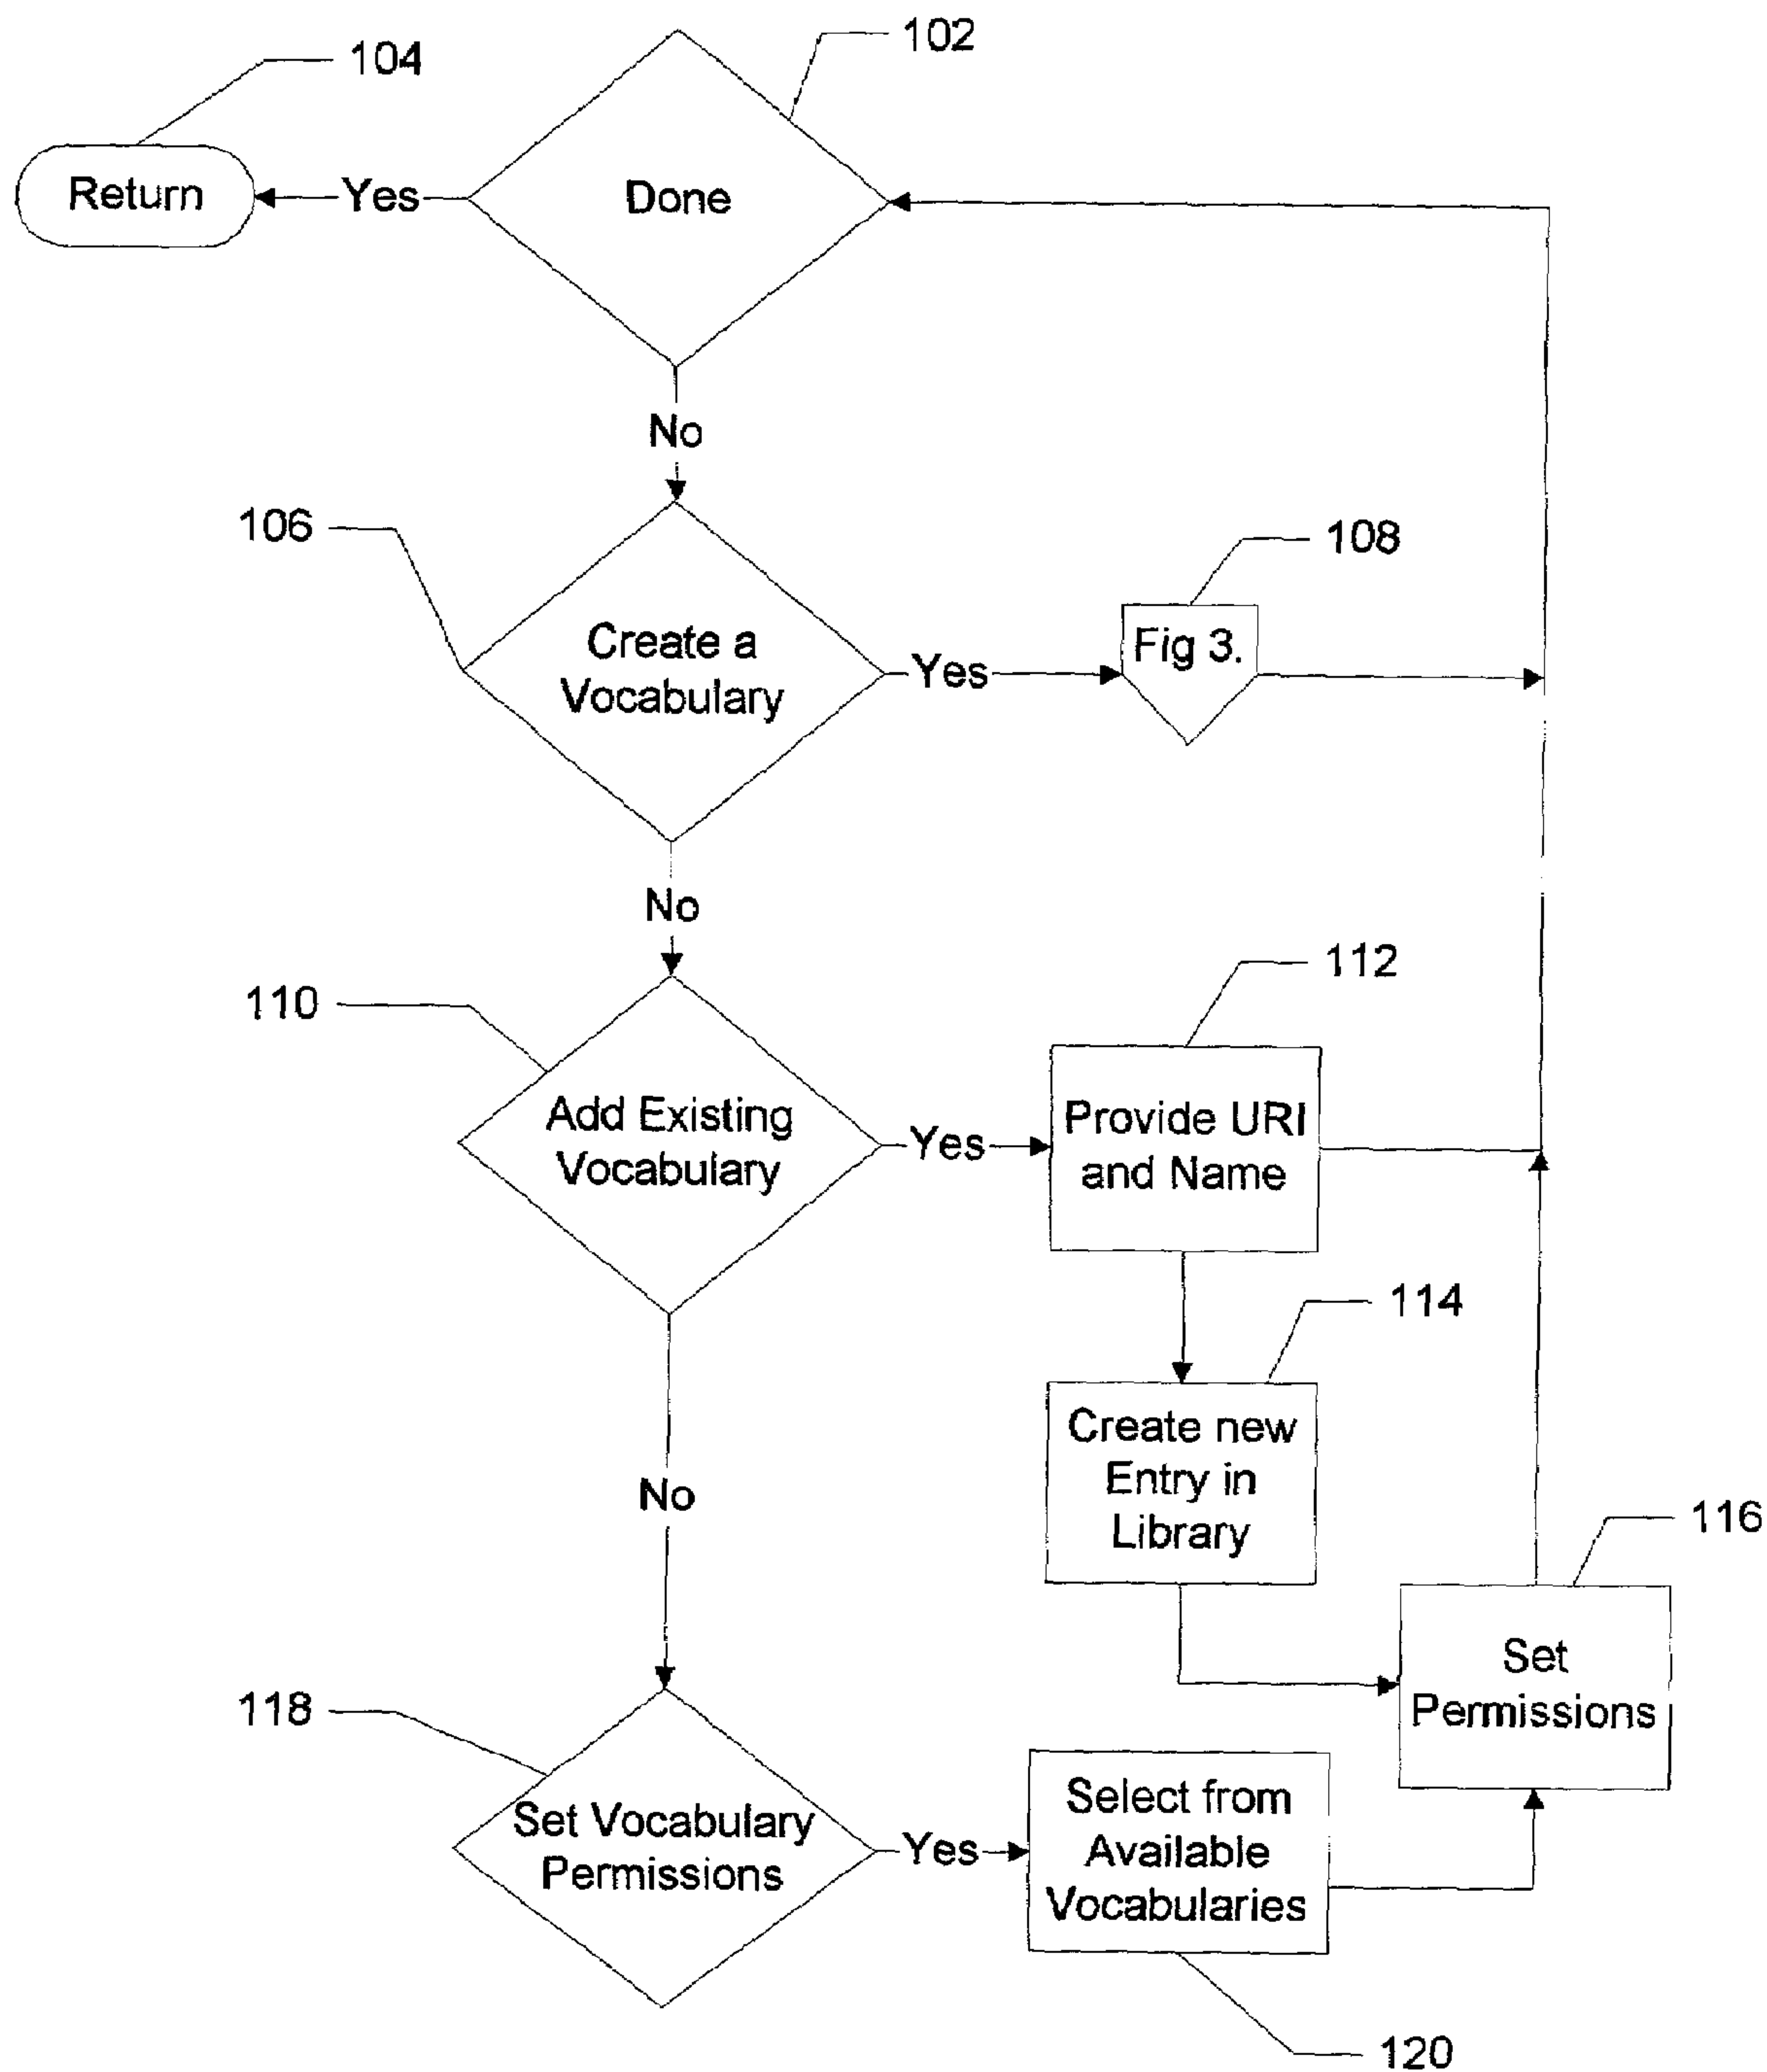 102
104
Return
Yes
Done
No
106
108
Create a
Vocabulary
Yes
Fig 3.
No
110
112
Add Existing
Vocabulary
Yes
Provide URI
and Name
114
No
Create new
Entry in
Library
116
Set
Permissions
118
Set Vocabulary
Permissions
Yes
Select from
Available
Vocabularies
120